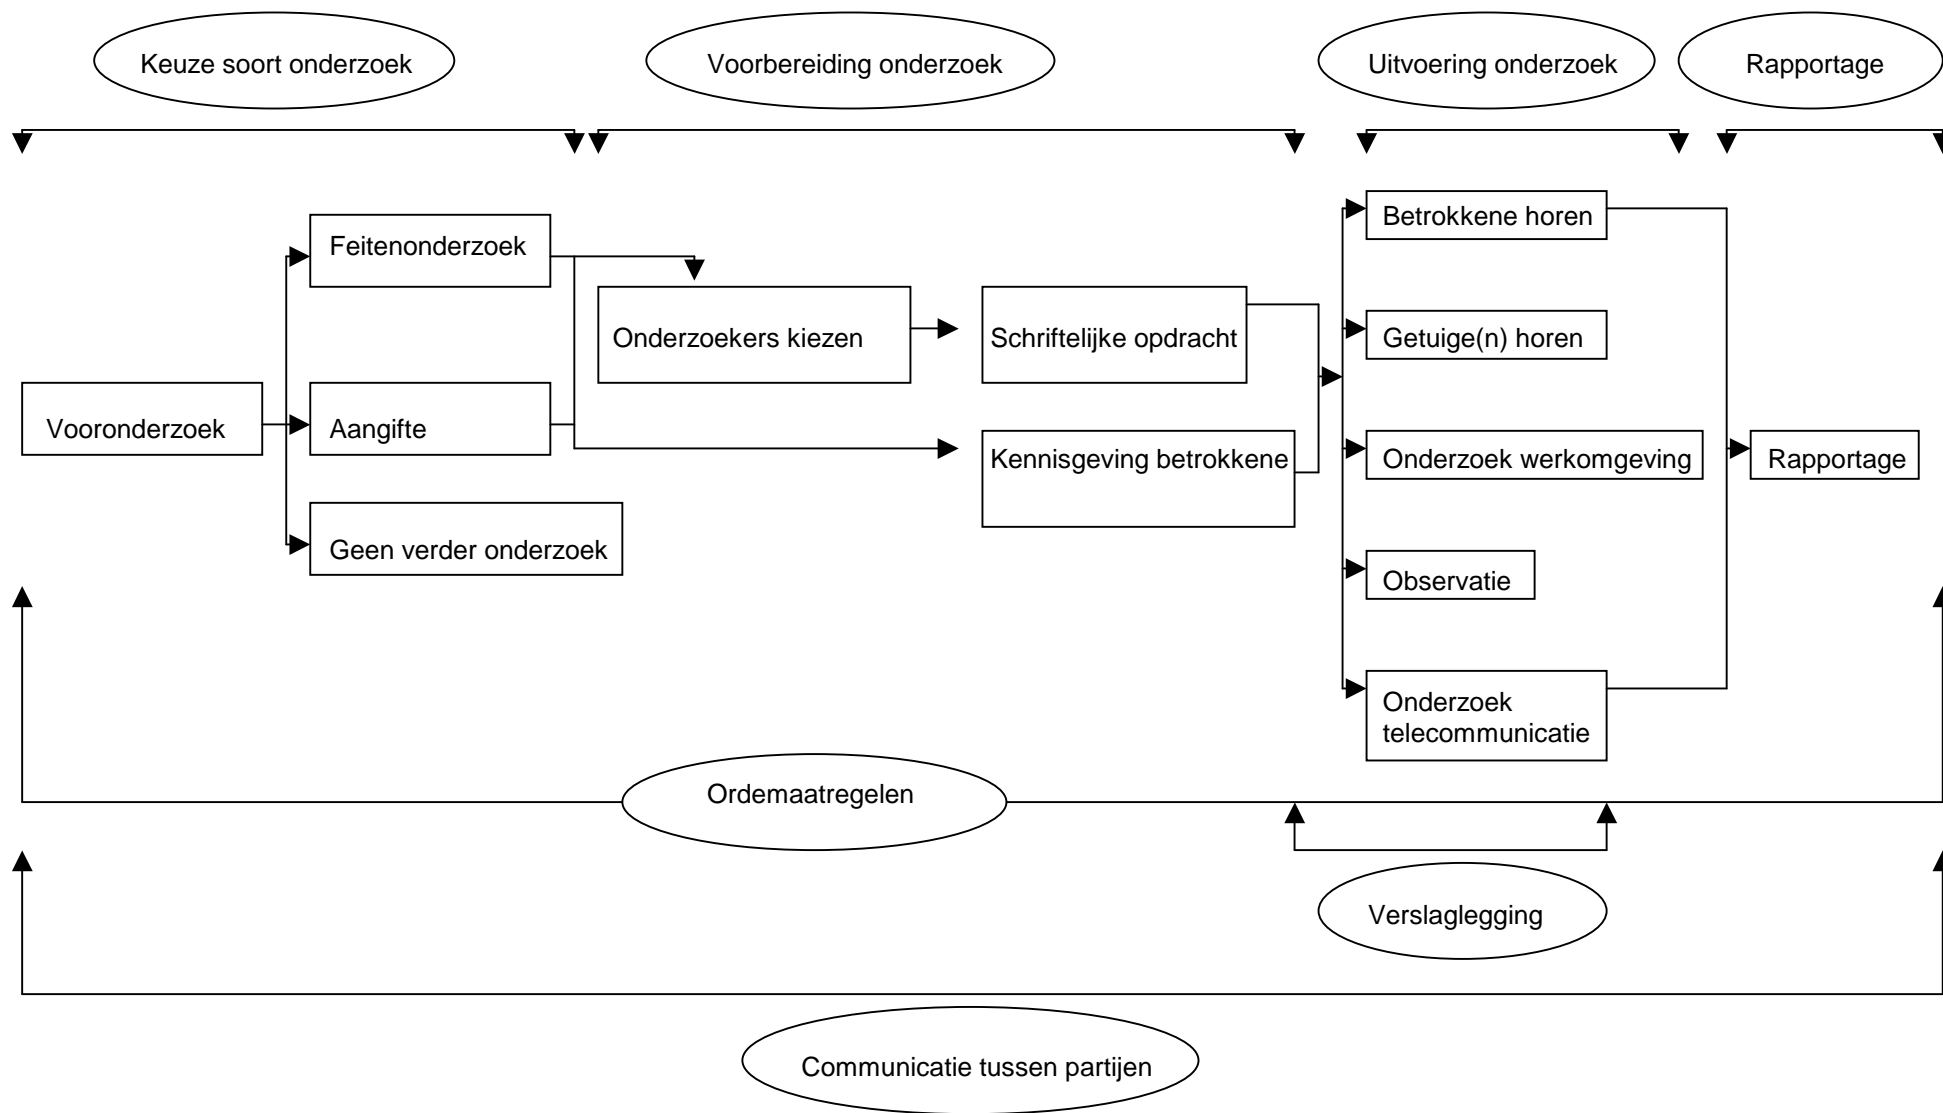 Keuze soort onderzoek
Voorbereiding onderzoek
Uitvoering onderzoek
Rapportage
Vooronderzoek
Feitenonderzoek
Aangifte
Geen verder onderzoek
Onderzoekers kiezen
Schriftelijke opdracht
Kennisgeving betrokkene
Betrokkene horen
Getuige(n) horen
Onderzoek werkomgeving
Observatie
Onderzoek
telecommunicatie
Rapportage
Ordemaatregelen
Verslaglegging
Communicatie tussen partijen